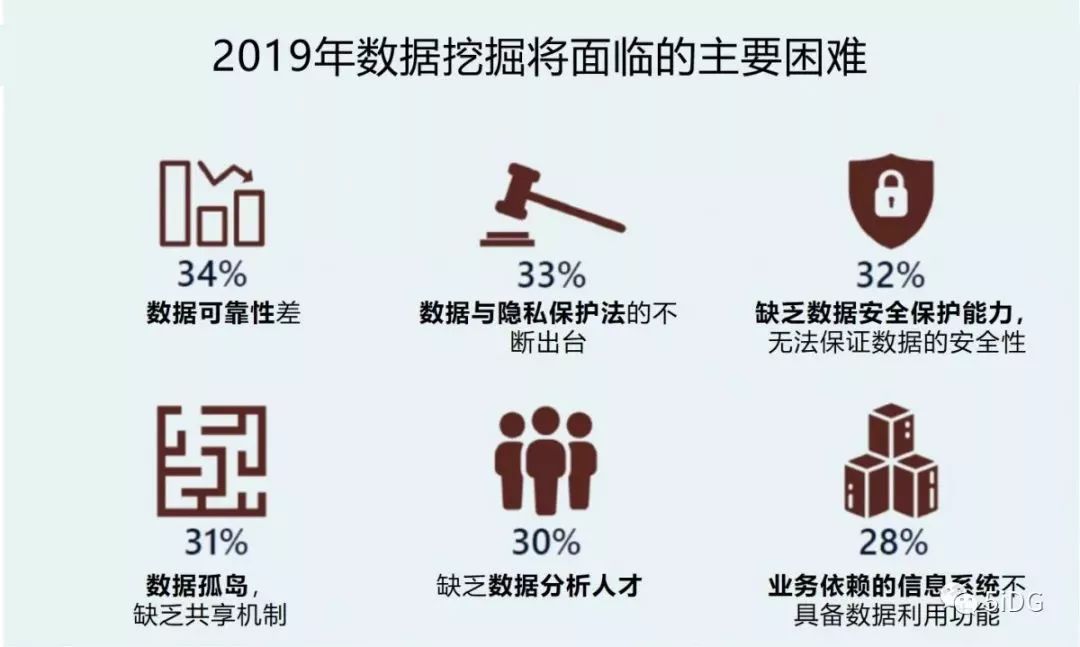 2019年数据挖掘将面临的主要困难
34%
数据可靠性差
33%
数据与隐私保护法的不
断出台
32%
缺乏数据安全保护能力，
无法保证数据的安全性
31%
数据孤岛，
缺乏共享机制
30%
缺乏数据分析人才
28%
业务依赖的信息系统不
具备数据利用功能
5iDG